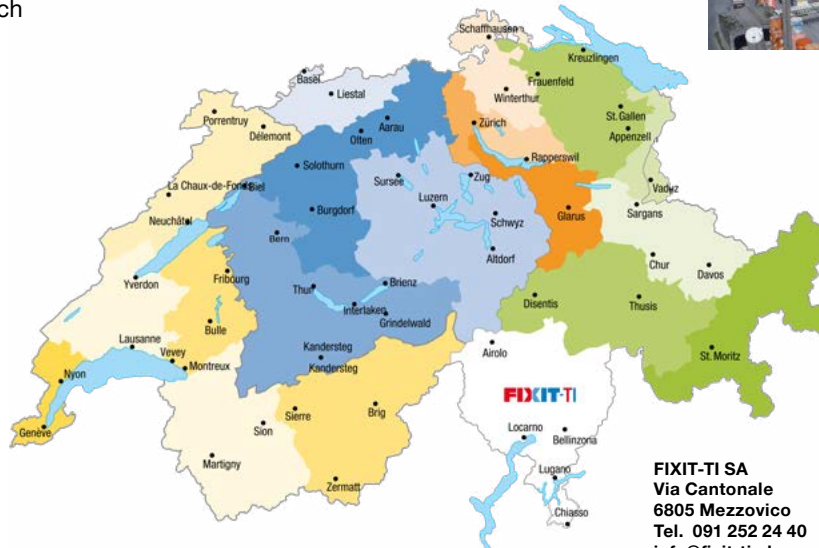 ch
Schaffhausen
Kreuzlingen
Basel
Frauenfeld
Liestal
Winterthur
Porrentruy
St. Gallen
Aarau
Zürich
Délemont
Olten
Appenzell
Rapperswil
Solothurn
Zug
Sursee
La Chaux-de-Fonds
Biel
Vaduz
Luzern
Burgdorf
Glarus
Sargans
Neuchâtel
Schwyz
Bern
Altdorf
Chur
Davos
Fribourg
Yverdon
Thun
Brienz
Disentis
Thusis
Interlaken
Bulle
Grindelwald
Lausanne
Kandersteg
Airolo
St. Moritz
Vevey
Montreux
Kandersteg
Nyon
FIXIT-TI
Sierre
Brig
Genève
Sion
Locarno
Bellinzona
Martigny
Lugano
Zermatt
Chiasso
FIXIT-TI SA
Via Cantonale
6805 Mezzovico
Tel. 091 252 24 40